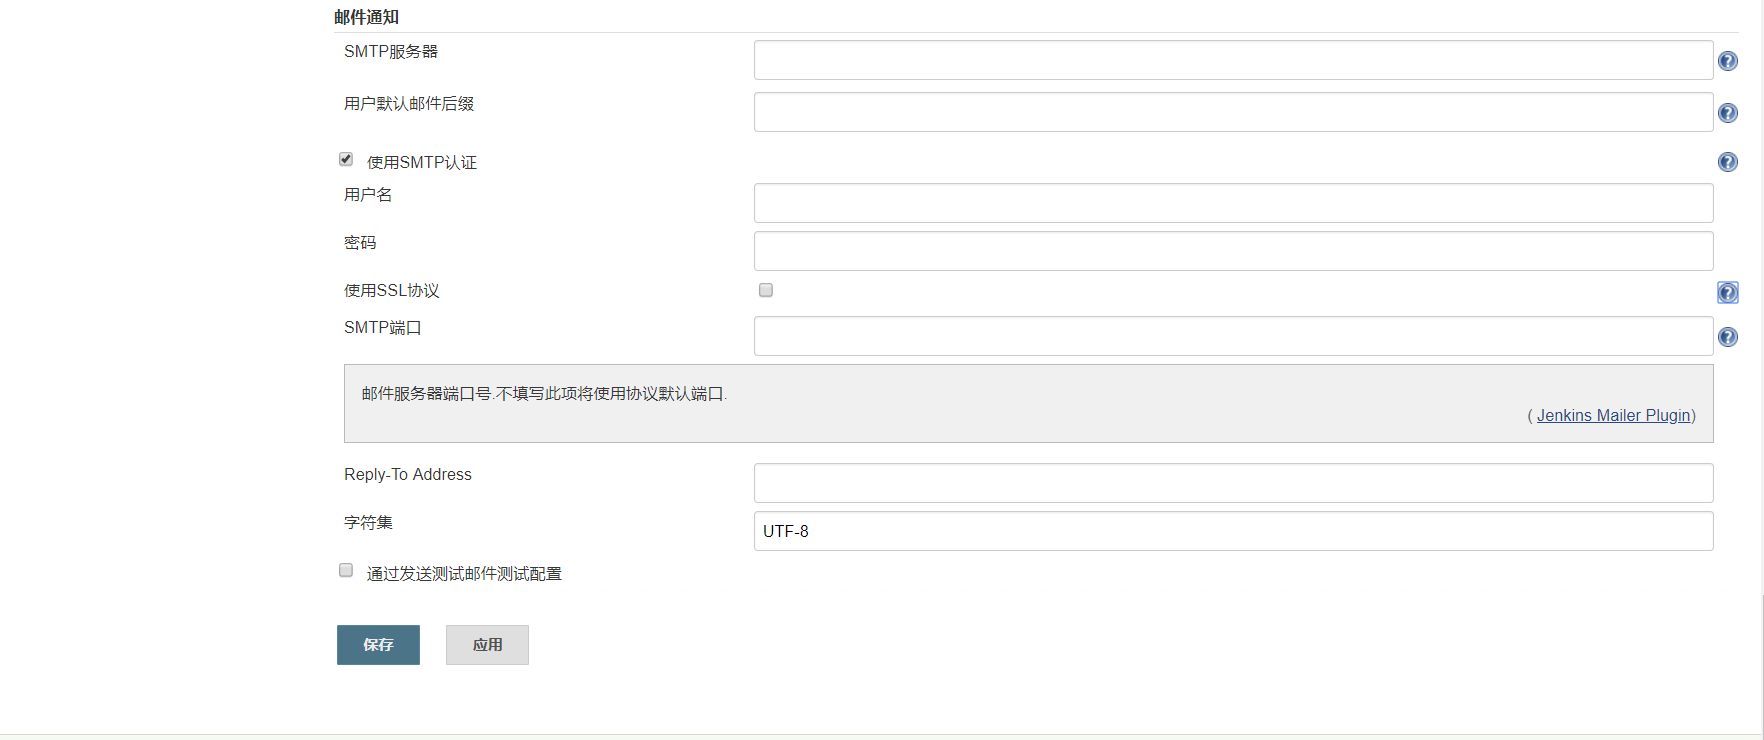 邮件通知
SMTP服务器
用户默认邮件后缀
使用SMTP认证
用户名
密码
使用SSL协议
SMTP端口
邮件服务器端口号.不填写此项将使用协议默认端口.
( Jenkins Mailer Plugin)
Reply-To Address
字符集
UTF-8
通过发送测试邮件测试配置
保存 应用